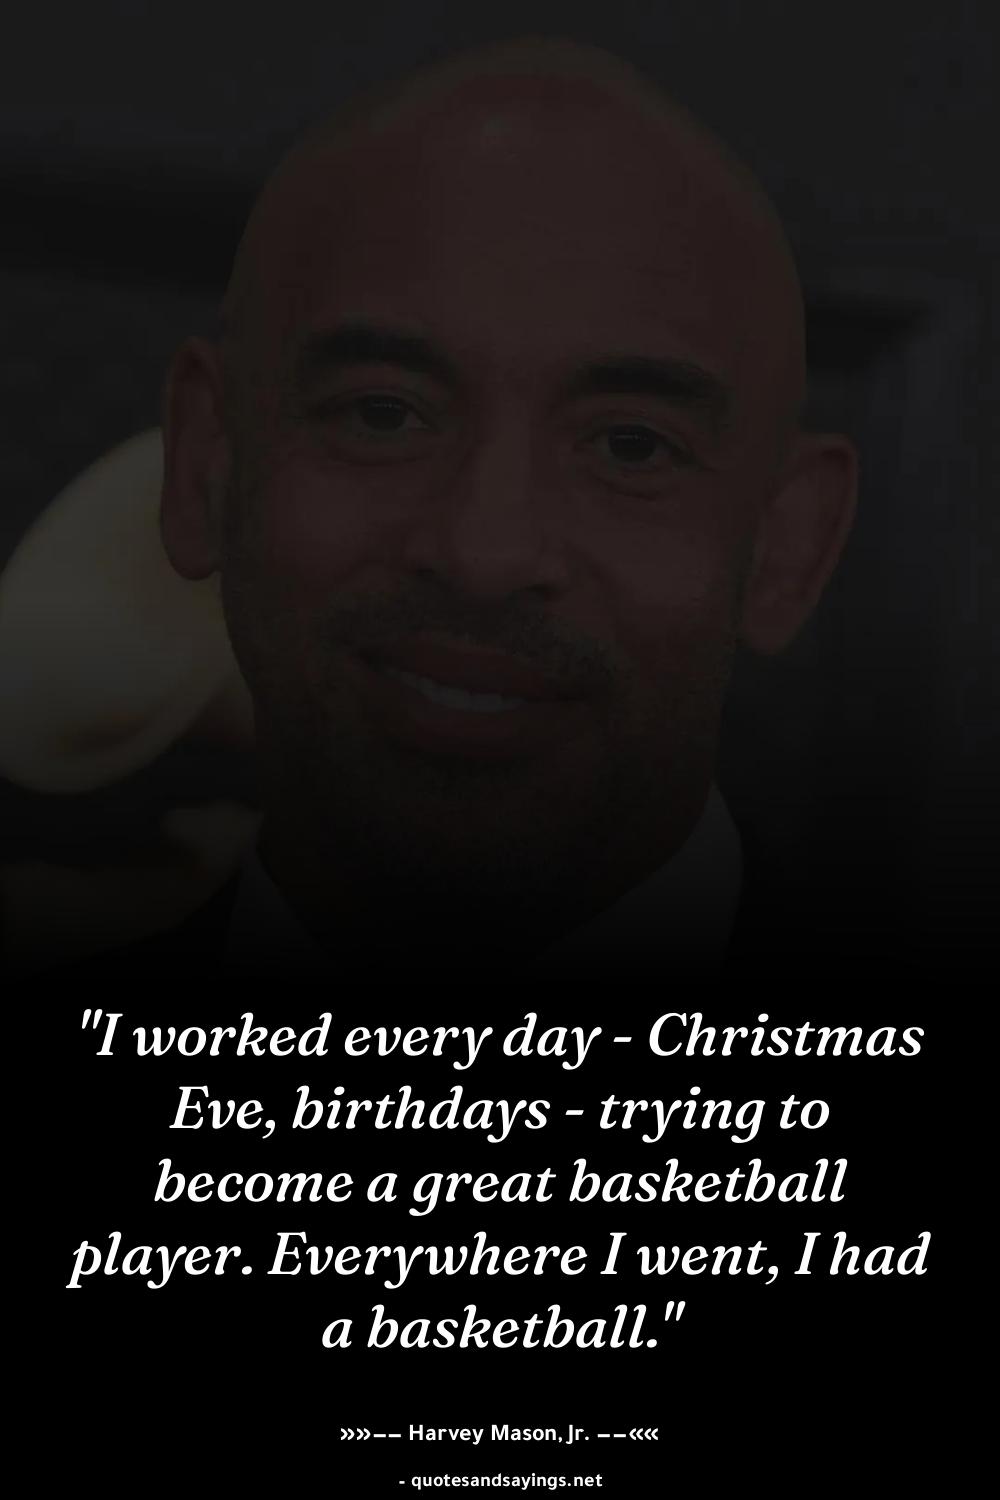 "I worked every day - Christmas
Eve, birthdays - trying to
become a great basketball
player. Everywhere I went, I had
a basketball."
»»–– Harvey Mason, Jr. ––««
- quotesandsayings.net